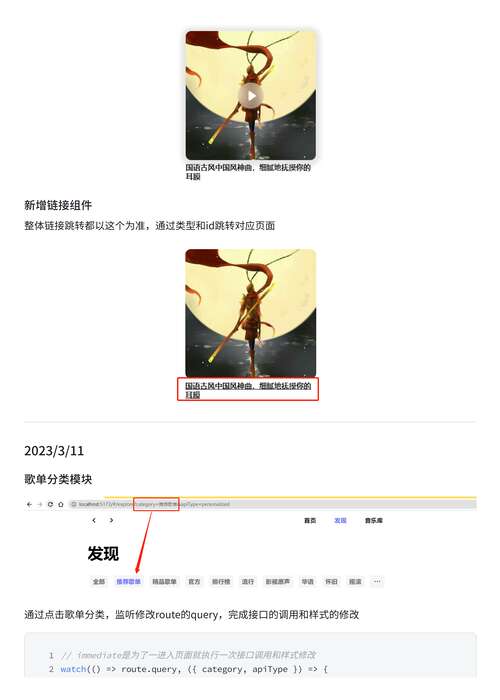 国语古风中国风神曲，细腻地抚摸你的
耳膜
新增链接组件
整体链接跳转都以这个为准，通过类型和id跳转对应页面
国语古风中国风神曲，细腻地抚摸你的
耳膜
2023/3/11
歌单分类模块
localhost:5173/#/explore?category=推荐歌单&apiType=personalized
首页 发现 音乐库
发现
全部 推荐歌单 精品歌单 官方 排行榜 流行 影视原声 华语 怀旧 摇滚 ...
通过点击歌单分类，监听修改route的query，完成接口的调用和样式的修改
1 // immediate是为了一进入页面就执行一次接口调用和样式修改
2 watch(() => route.query, ({ category, apiType }) => {